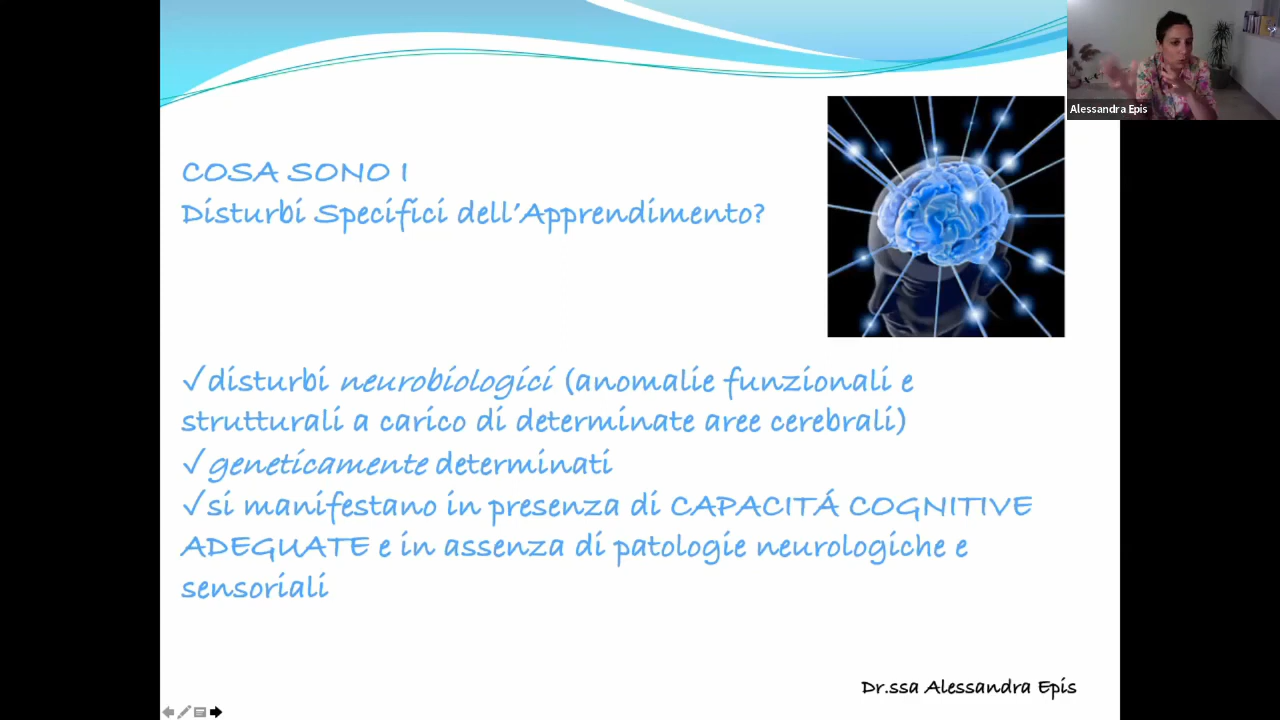 Alessandra Epis
COSA SONO I
Disturbi Specifici dell'Apprendimento?
✓disturbi neurobiologici (anomalie funzionali e
strutturali a carico di determinate aree cerebrali)
✓geneticamente determinati
✓si manifestano in presenza di CAPACITÁ COGNITIVE
ADEGUATE e in assenza di patologie neurologiche e
sensoriali
Dr.ssa Alessandra Epis